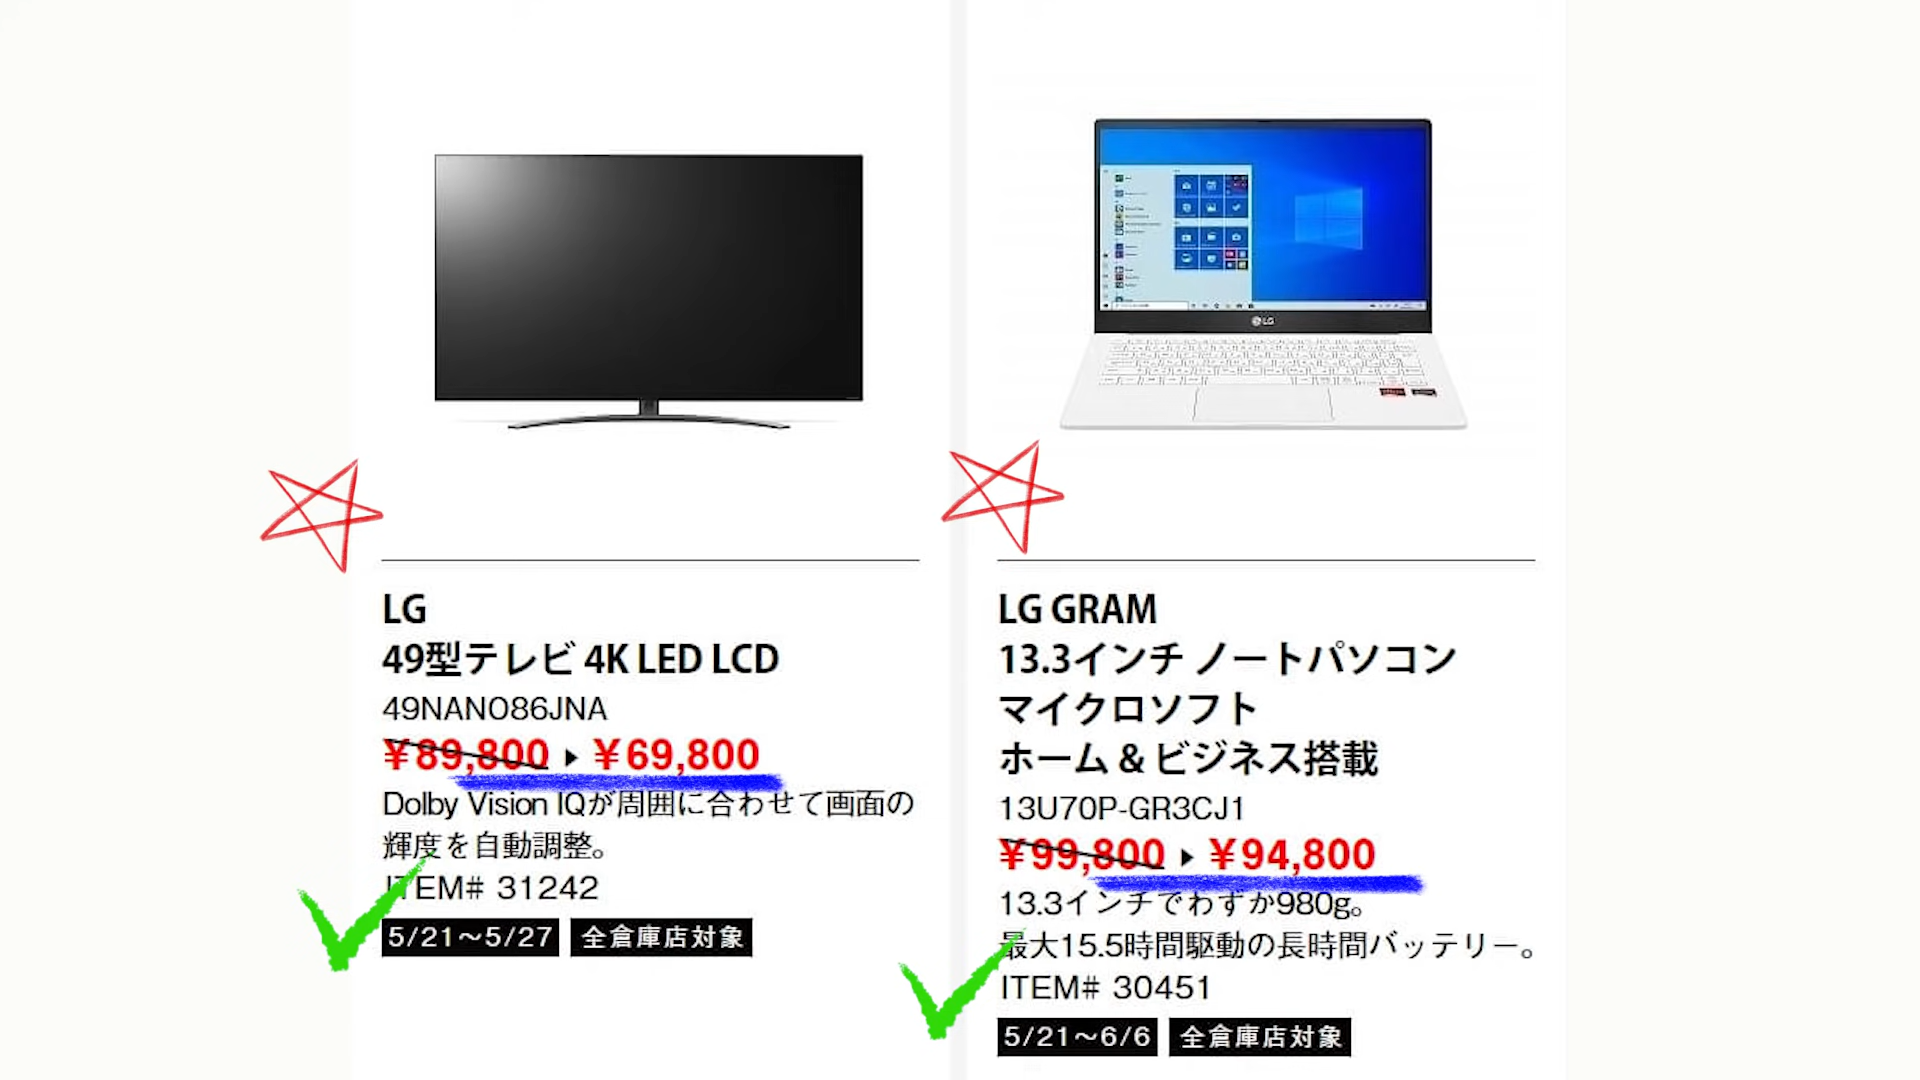 LG
LG
49型テレビ 4K LED LCD
49NANO86JNA
¥89,800 ▶ ¥69,800
Dolby Vision IQが周囲に合わせて画面の
輝度を自動調整。
ITEM# 31242
5/21～5/27 全倉庫店対象
LG GRAM
13.3インチ ノートパソコン
マイクロソフト
ホーム & ビジネス搭載
13U70P-GR3CJ1
¥99,800 ▶ ¥94,800
13.3インチでわずか980g。
最大15.5時間駆動の長時間バッテリー。
ITEM# 30451
5/21～6/6 全倉庫店対象